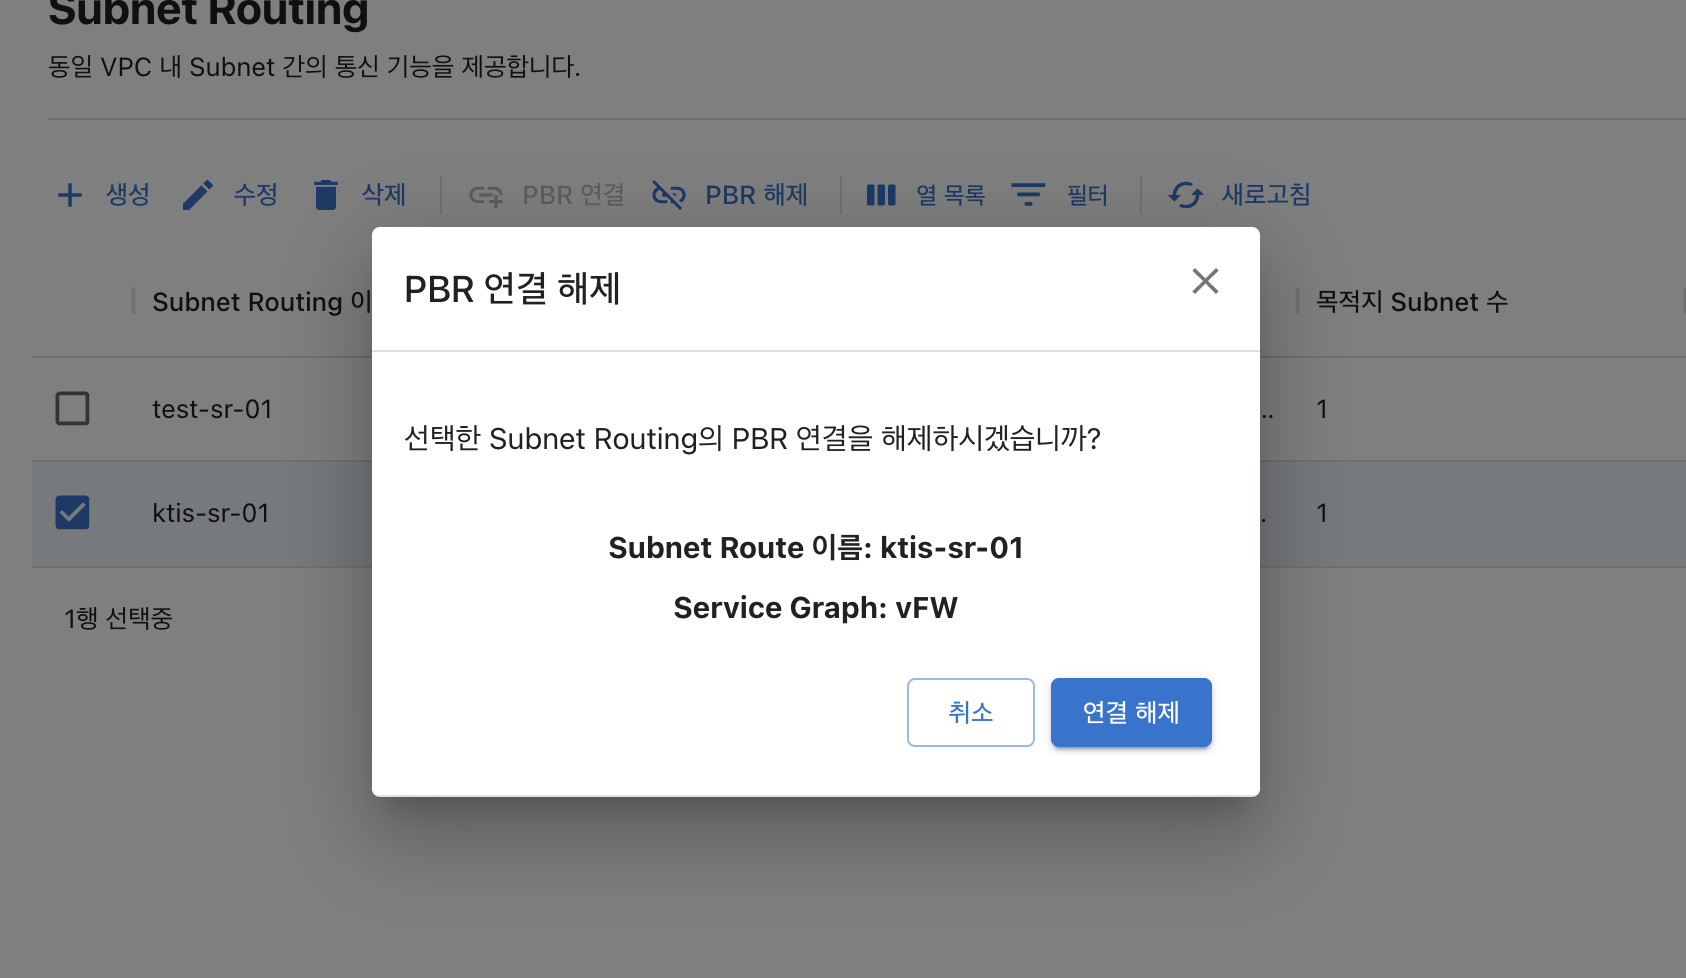 Subnet Routing
동일 VPC 내 Subnet 간의 통신 기능을 제공합니다.
생성 수정 삭제 PBR 연결 PBR 해제 열 목록 필터 새로고침
Subnet Routing 이 목적지 Subnet 수
test-sr-01 .. 1
ktis-sr-01 . 1
1행 선택중
PBR 연결 해제
선택한 Subnet Routing의 PBR 연결을 해제하시겠습니까?
Subnet Route 이름: ktis-sr-01
Service Graph: vFW
취소 연결 해제